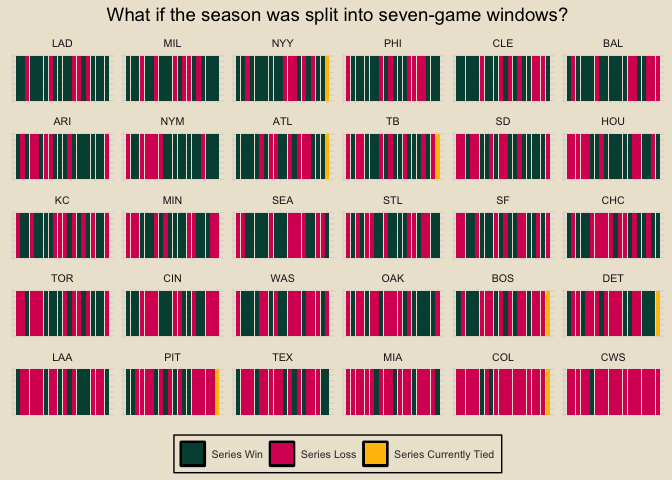 What if the season was split into seven-game windows?
LAD MIL NYY PHI CLE BAL
ARI NYM ATL TB SD HOU
KC MIN SEA STL SF CHC
TOR CIN WAS OAK BOS DET
LAA PIT TEX MIA COL CWS
Series Win Series Loss Series Currently Tied